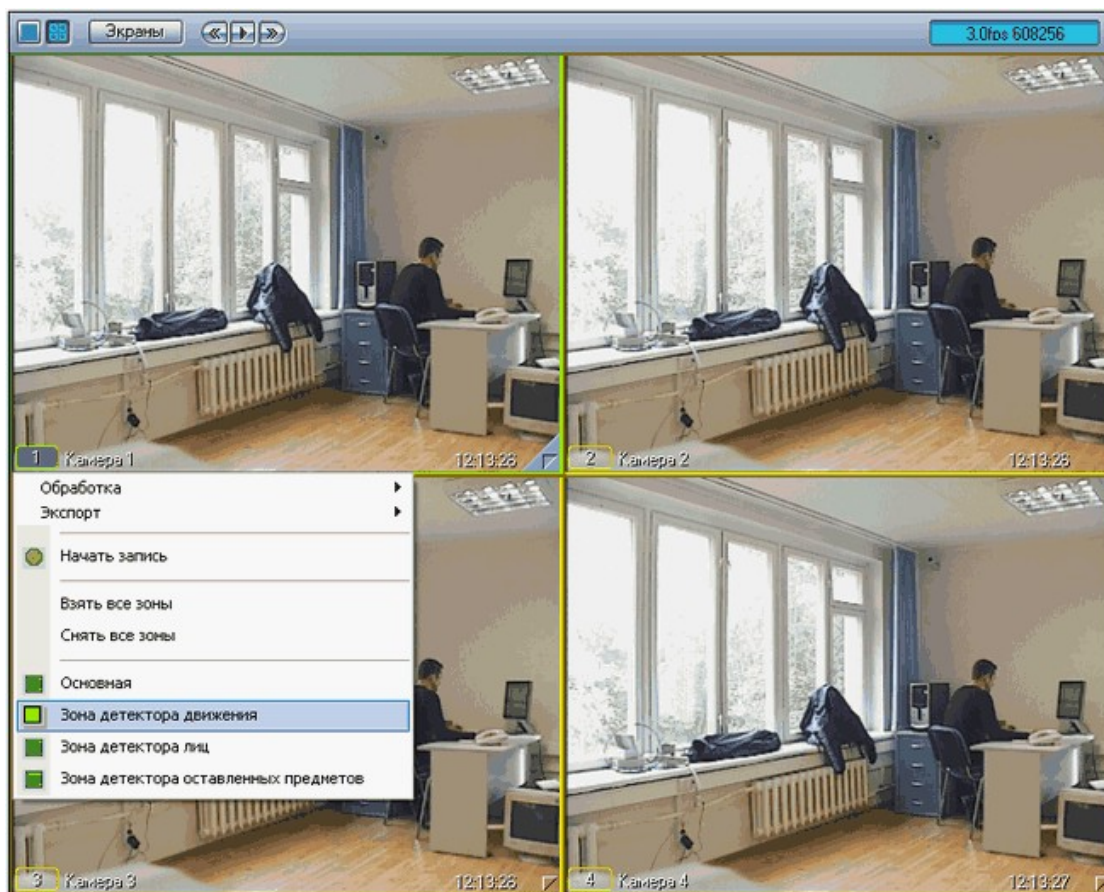 Экраны
3.0fps 608256
1 Камера 1 12:13:26
2 Камера 2 12:13:26
Обработка
Экспорт
Начать запись
Взять все зоны
Снять все зоны
Основная
Зона детектора движения
Зона детектора лиц
Зона детектора оставленных предметов
3 Камера 3 12:13:26
4 Камера 4 12:13:27